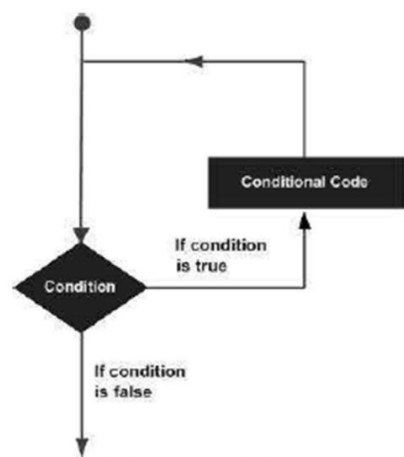 Conditional Code
If condition
is true
Condition
If condition
is false